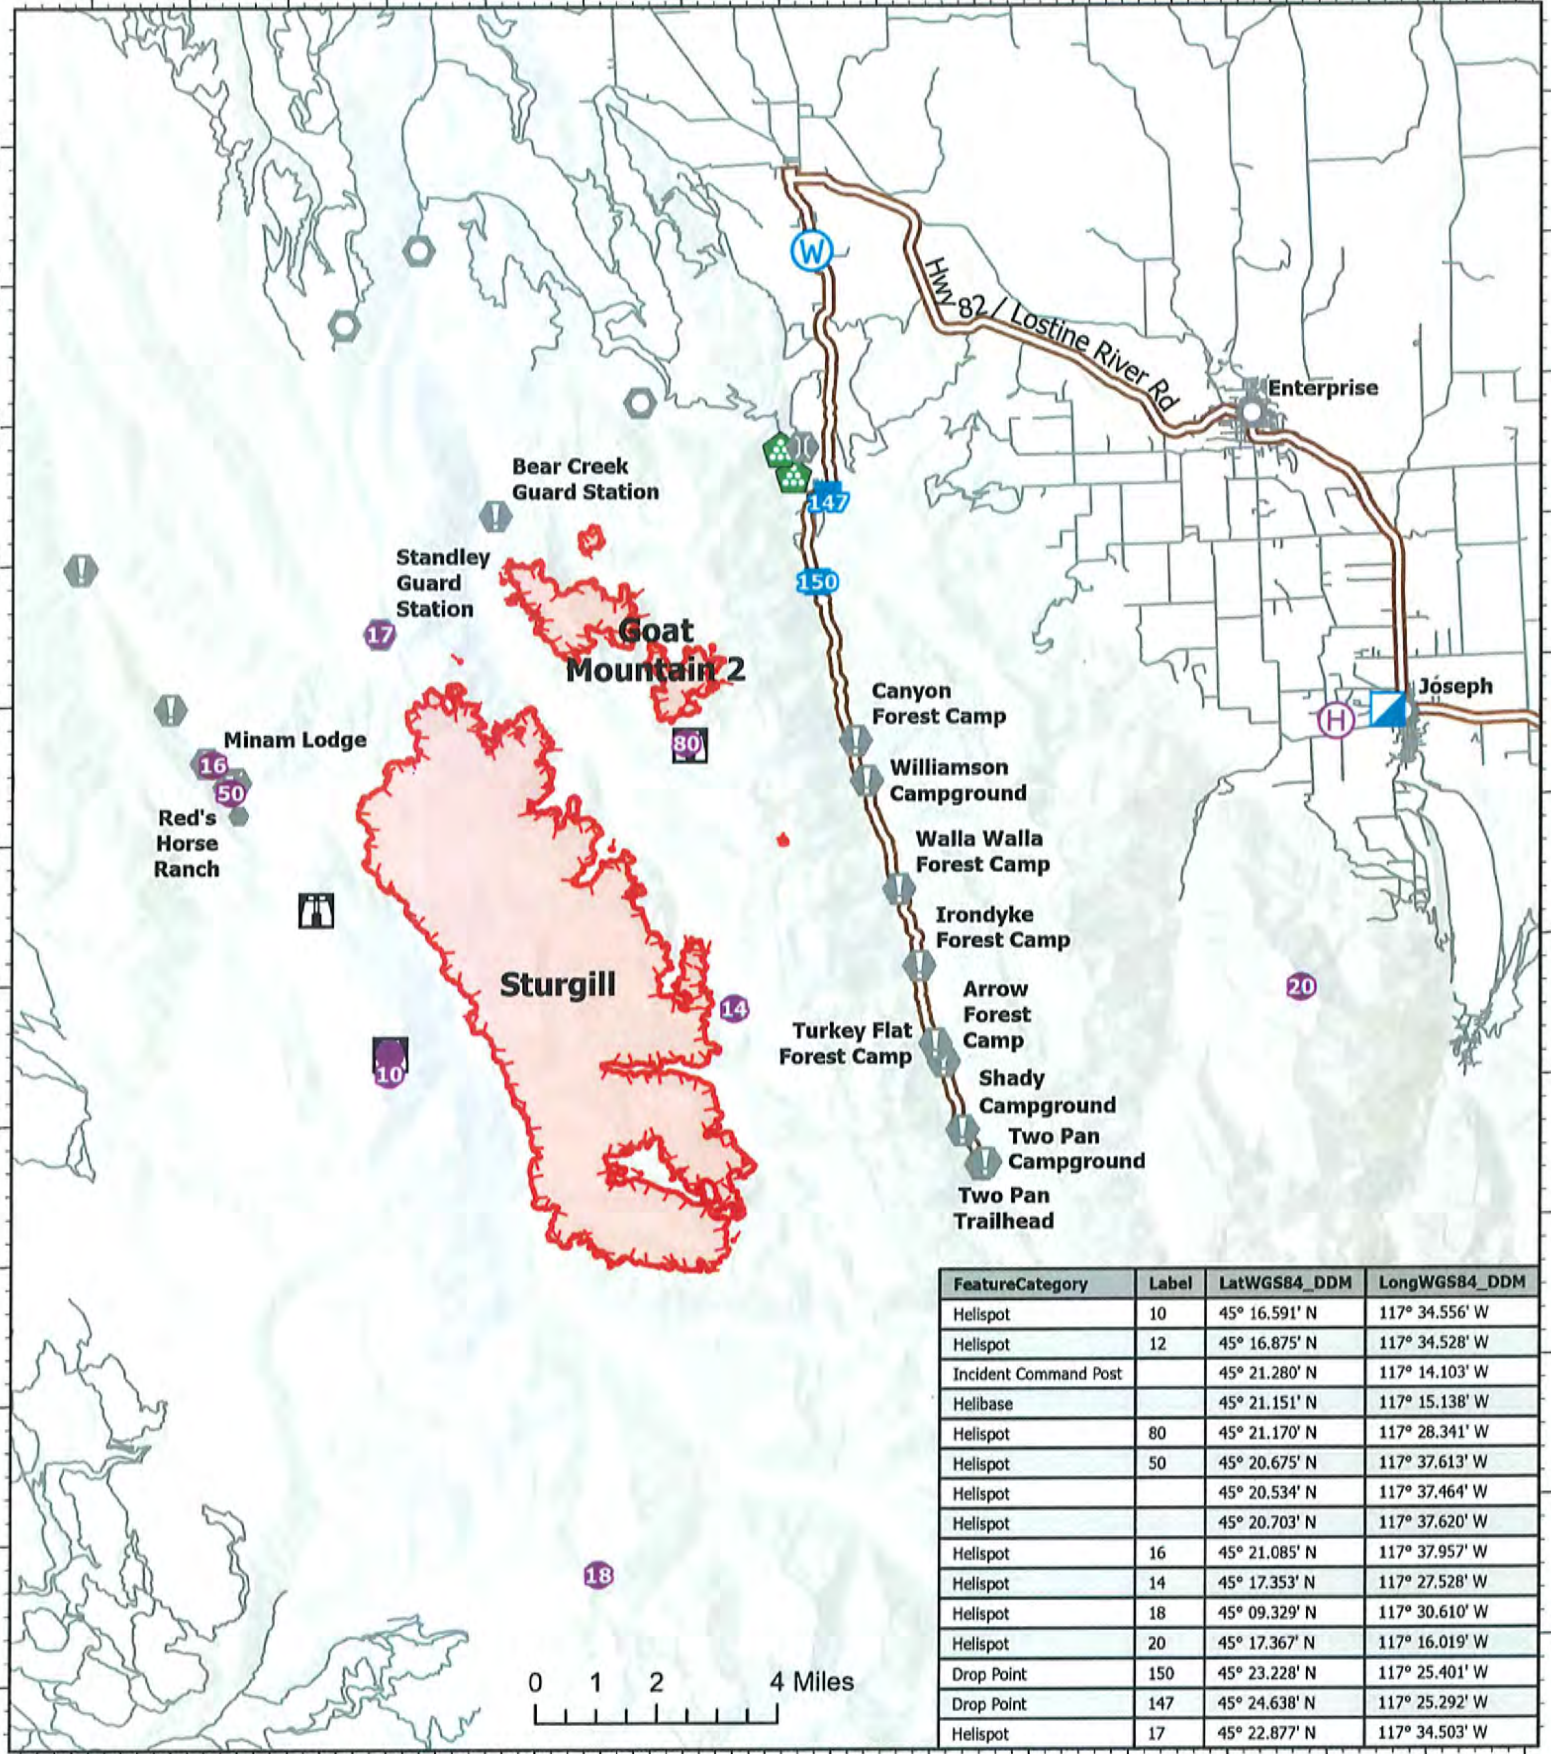 W
Hwy 82 / Lostine River Rd
Enterprise
Bear Creek
Guard Station
147
Standley
Guard
Station
150
17
Goat
Mountain 2
Canyon
Forest Camp
Joseph
H
80
Minam Lodge
16
50
Williamson
Campground
Red's
Horse
Ranch
Walla Walla
Forest Camp
Irondyke
Forest Camp
Sturgill
20
14
Arrow
Forest
Camp
Turkey Flat
Forest Camp
10
Shady
Campground
Two Pan
Campground
Two Pan
Trailhead
FeatureCategory Label LatWGS84_DDM LongWGS84_DDM
Helispot 10 45° 16.591' N 117° 34.556' W
Helispot 12 45° 16.875' N 117° 34.528' W
Incident Command Post 45° 21.280' N 117° 14.103' W
Helibase 45° 21.151' N 117° 15.138' W
Helispot 80 45° 21.170' N 117° 28.341' W
Helispot 50 45° 20.675' N 117° 37.613' W
Helispot 45° 20.534' N 117° 37.464' W
Helispot 45° 20.703' N 117° 37.620' W
Helispot 16 45° 21.085' N 117° 37.957' W
Helispot 14 45° 17.353' N 117° 27.528' W
Helispot 18 45° 09.329' N 117° 30.610' W
Helispot 20 45° 17.367' N 117° 16.019' W
Drop Point 150 45° 23.228' N 117° 25.401' W
Drop Point 147 45° 24.638' N 117° 25.292' W
Helispot 17 45° 22.877' N 117° 34.503' W
18
0 1 2 4 Miles